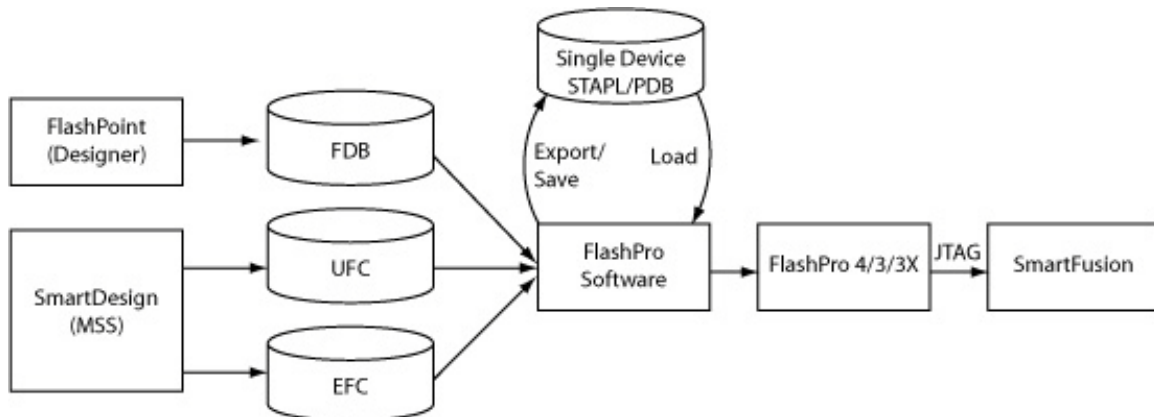 Single Device
STAPL/PDB
FlashPoint
(Designer)
FDB
Export/
Save
Load
SmartDesign
(MSS)
UFC
EFC
FlashPro
Software
FlashPro 4/3/3X
JTAG
SmartFusion